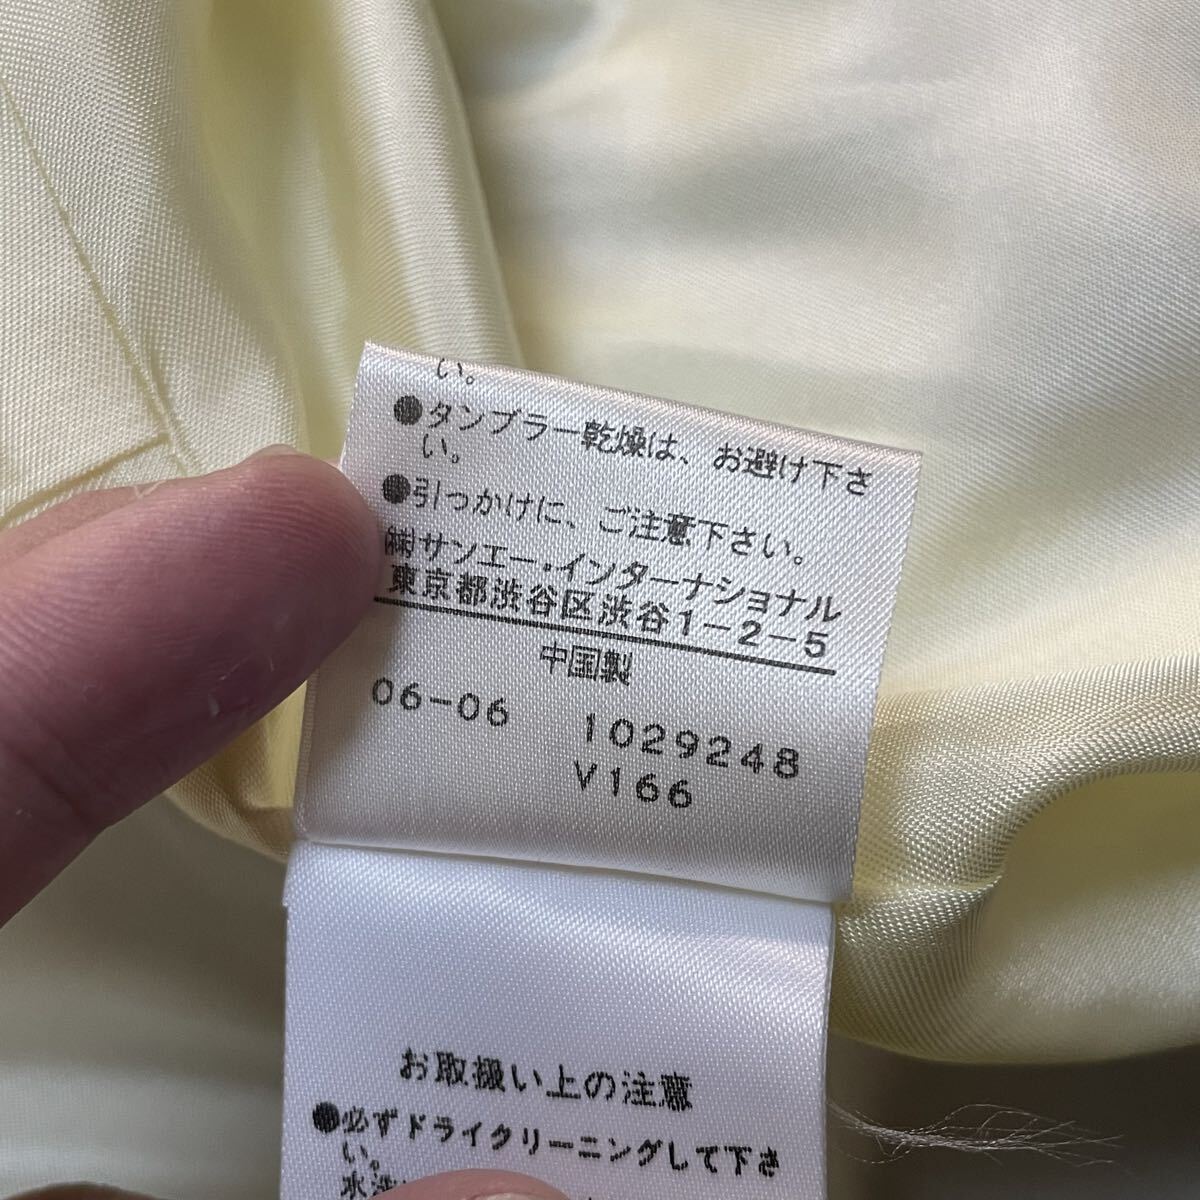 い。
●タンブラー乾燥は、お避け下さ
い。
●引っかけに、ご注意下さい。
㈱サンエー・インターナショナル
東京都渋谷区渋谷1-2-5
中国製
06-06 1029248
V166
お取扱い上の注意
●必ずドライクリーニングして下さ
い。
水洗